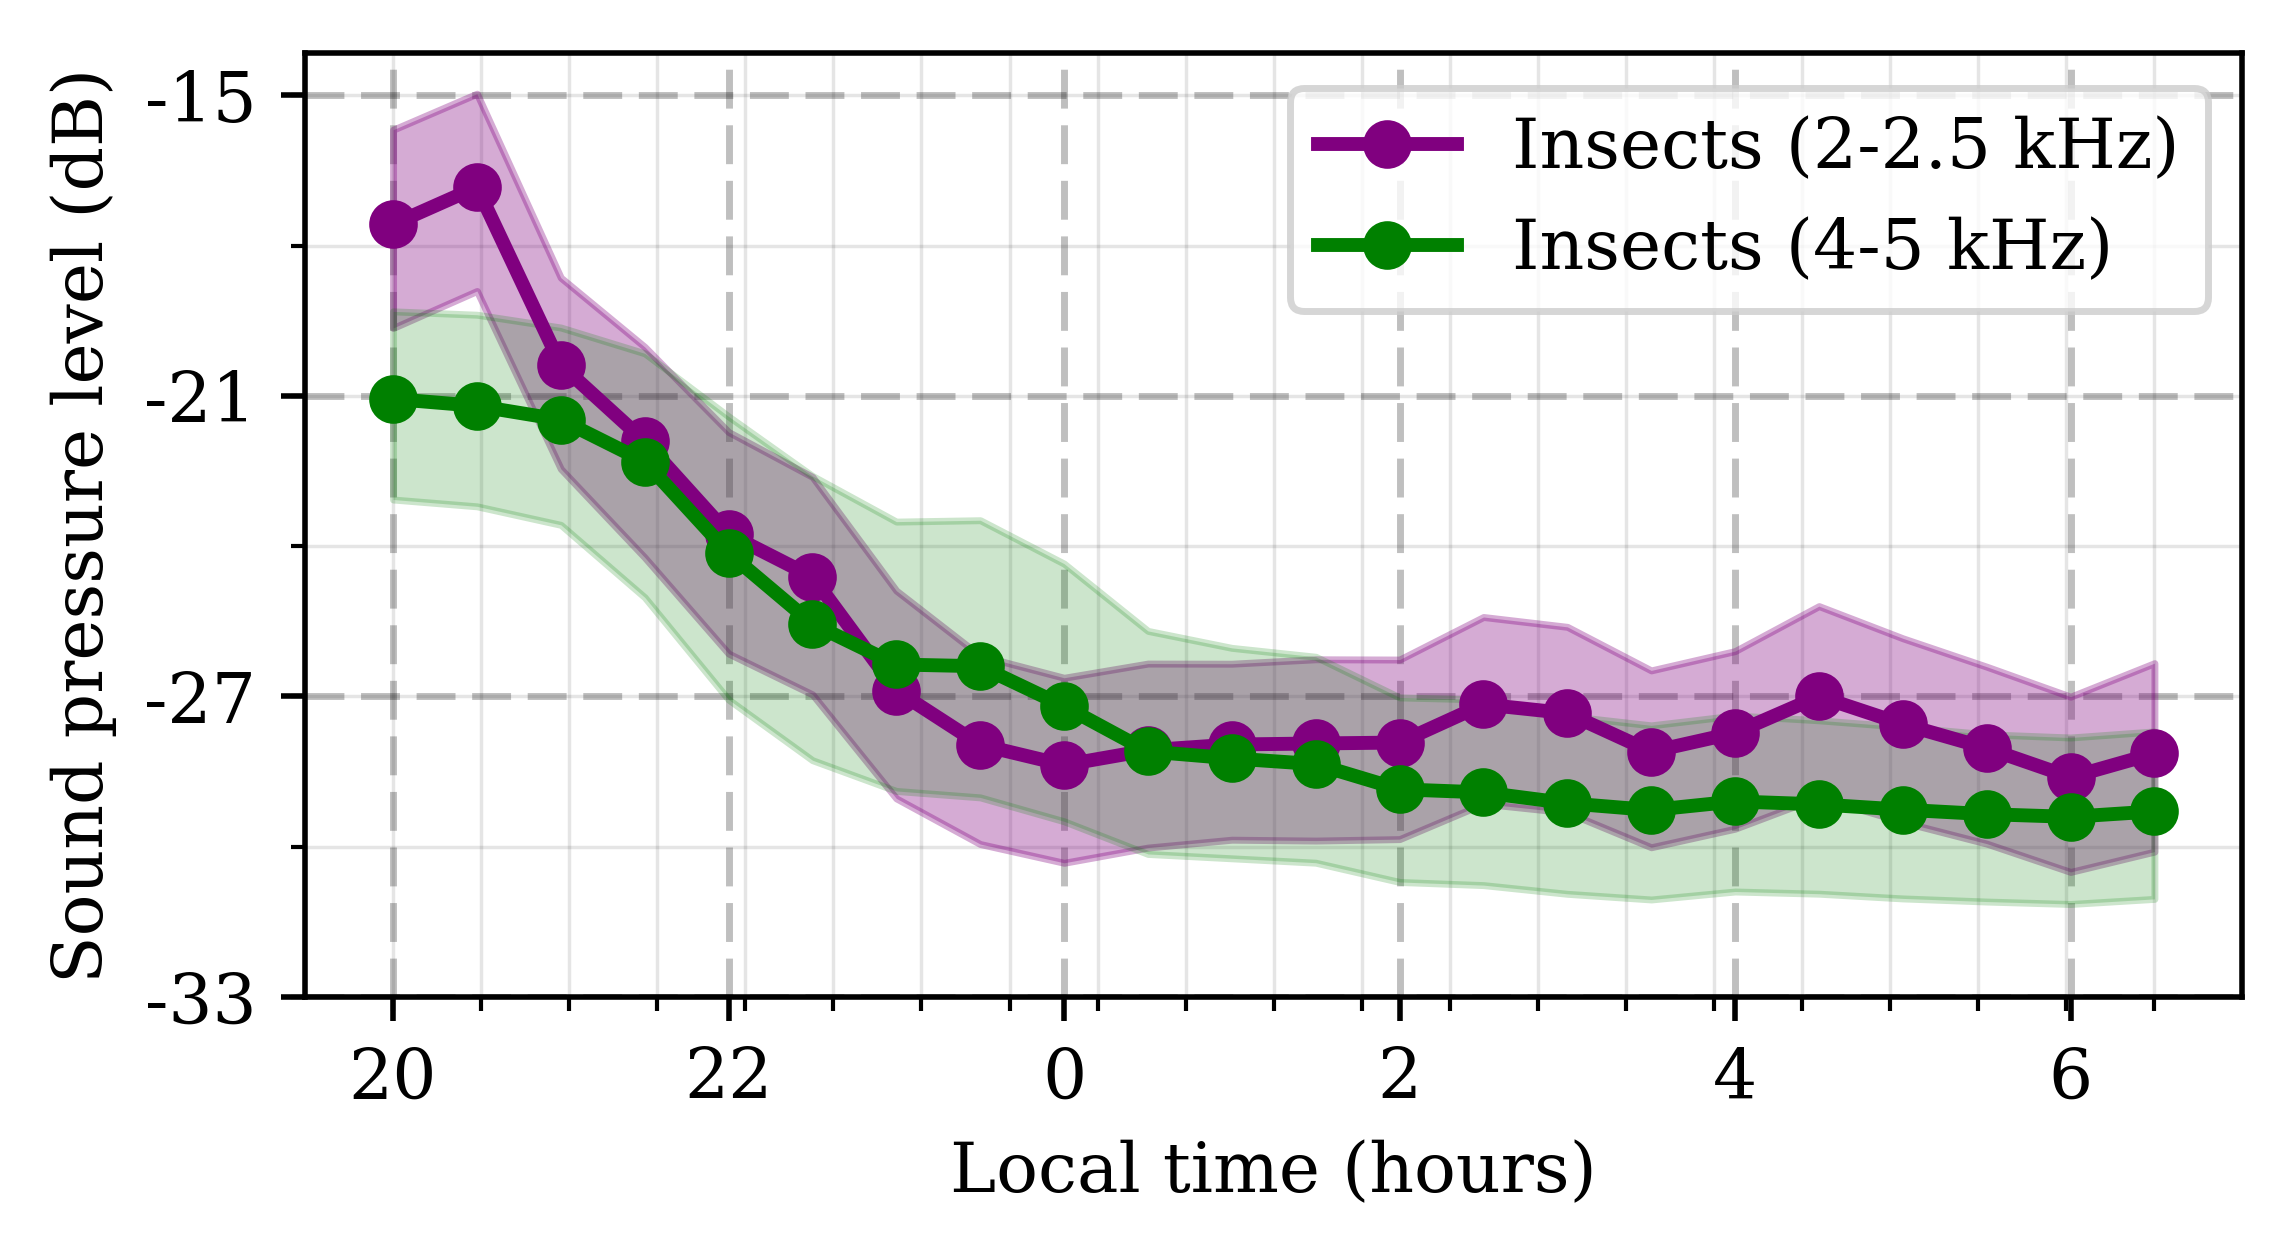 Sound pressure level (dB)
-15
-21
-27
-33
Insects (2-2.5 kHz)
Insects (4-5 kHz)
20 22 0 2 4 6
Local time (hours)